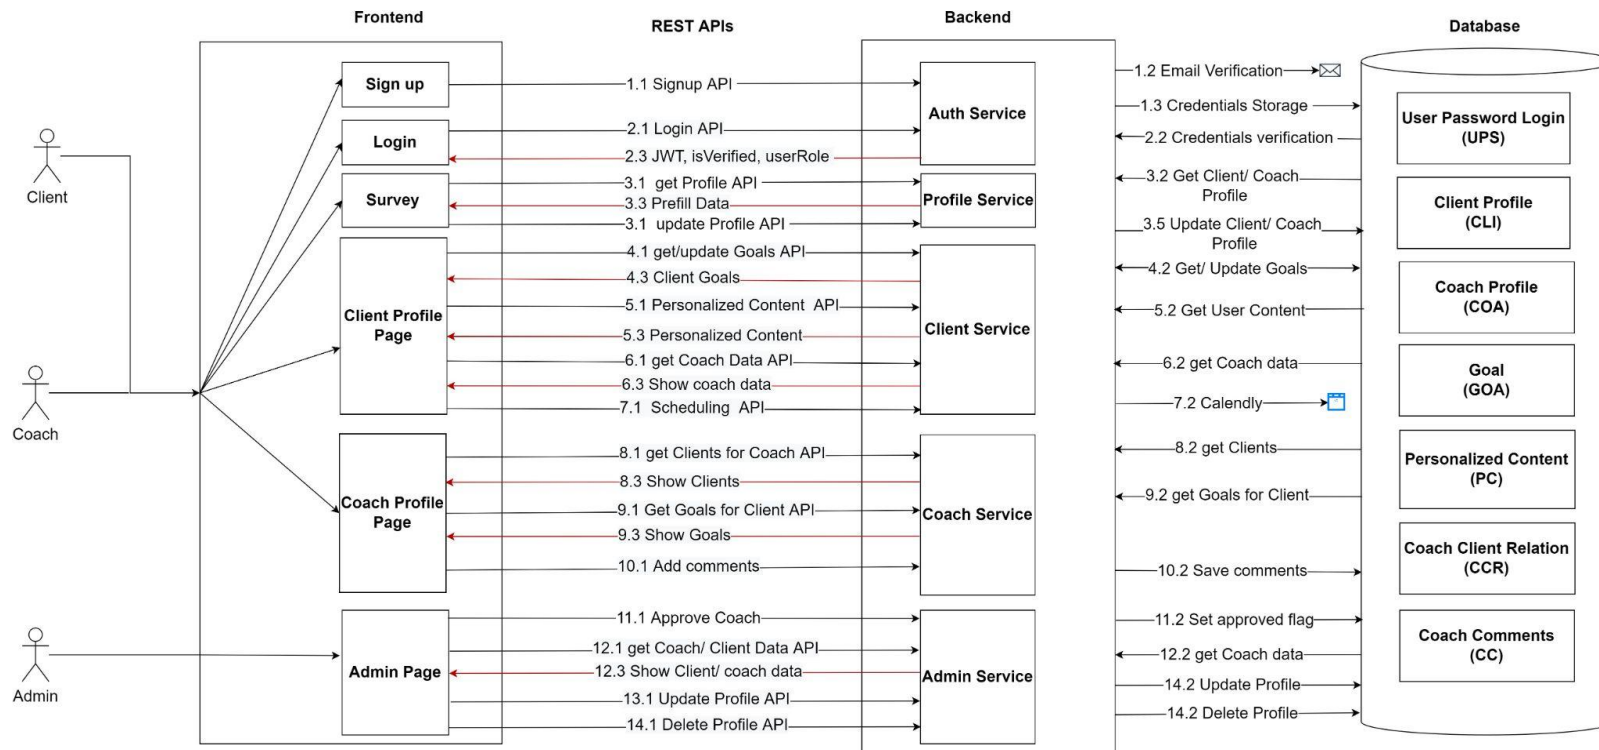 Frontend
REST APIs
Backend
Database
Client
Coach
Admin
Sign up
Login
Survey
Client Profile
Page
Coach Profile
Page
Admin Page
1.1 Signup API
2.1 Login API
2.3 JWT, isVerified, userRole
3.1 get Profile API
3.3 Prefill Data
3.1 update Profile API
4.1 get/update Goals API
4.3 Client Goals
5.1 Personalized Content API
5.3 Personalized Content
6.1 get Coach Data API
6.3 Show coach data
7.1 Scheduling API
8.1 get Clients for Coach API
8.3 Show Clients
9.1 Get Goals for Client API
9.3 Show Goals
10.1 Add comments
11.1 Approve Coach
12.1 get Coach/ Client Data API
12.3 Show Client/ coach data
13.1 Update Profile API
14.1 Delete Profile API
Auth Service
Profile Service
Client Service
Coach Service
Admin Service
1.2 Email Verification
1.3 Credentials Storage
2.2 Credentials verification
3.2 Get Client/ Coach
Profile
3.5 Update Client/ Coach
Profile
4.2 Get/ Update Goals
5.2 Get User Content
6.2 get Coach data
7.2 Calendly
8.2 get Clients
9.2 get Goals for Client
10.2 Save comments
11.2 Set approved flag
12.2 get Coach data
14.2 Update Profile
14.2 Delete Profile
User Password Login
(UPS)
Client Profile
(CLI)
Coach Profile
(COA)
Goal
(GOA)
Personalized Content
(PC)
Coach Client Relation
(CCR)
Coach Comments
(CC)